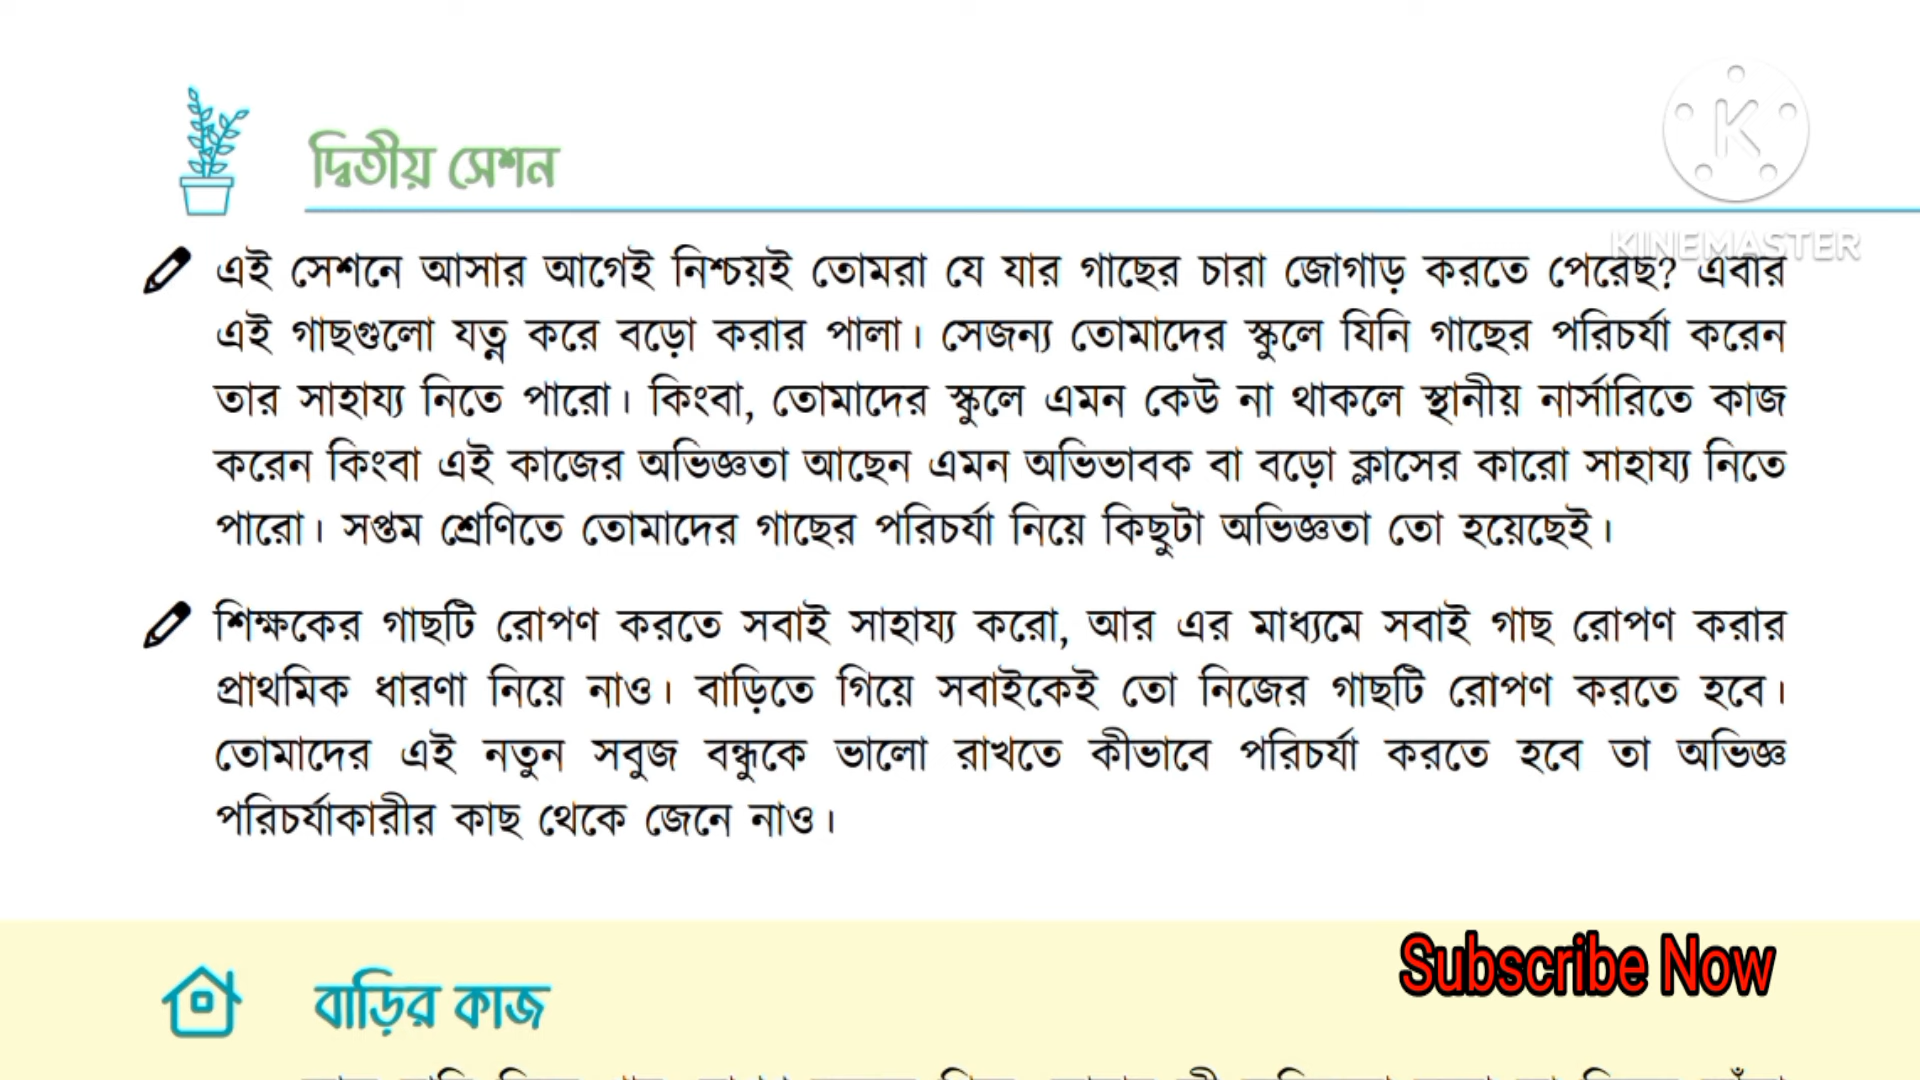 দ্বিতীয় সেশন
KINEMASTER
এই সেশনে আসার আগেই নিশ্চয়ই তোমরা যে যার গাছের চারা জোগাড় করতে পেরেছ? এবার
এই গাছগুলো যত্ন করে বড়ো করার পালা। সেজন্য তোমাদের স্কুলে যিনি গাছের পরিচর্যা করেন
তার সাহায্য নিতে পারো। কিংবা, তোমাদের স্কুলে এমন কেউ না থাকলে স্থানীয় নার্সারিতে কাজ
করেন কিংবা এই কাজের অভিজ্ঞতা আছেন এমন অভিভাবক বা বড়ো ক্লাসের কারো সাহায্য নিতে
পারো। সপ্তম শ্রেণিতে তোমাদের গাছের পরিচর্যা নিয়ে কিছুটা অভিজ্ঞতা তো হয়েছেই।
শিক্ষকের গাছটি রোপণ করতে সবাই সাহায্য করো, আর এর মাধ্যমে সবাই গাছ রোপণ করার
প্রাথমিক ধারণা নিয়ে নাও। বাড়িতে গিয়ে সবাইকেই তো নিজের গাছটি রোপণ করতে হবে।
তোমাদের এই নতুন সবুজ বন্ধুকে ভালো রাখতে কীভাবে পরিচর্যা করতে হবে তা অভিজ্ঞ
পরিচর্যাকারীর কাছ থেকে জেনে নাও।
Subscribe Now
বাড়ির কাজ